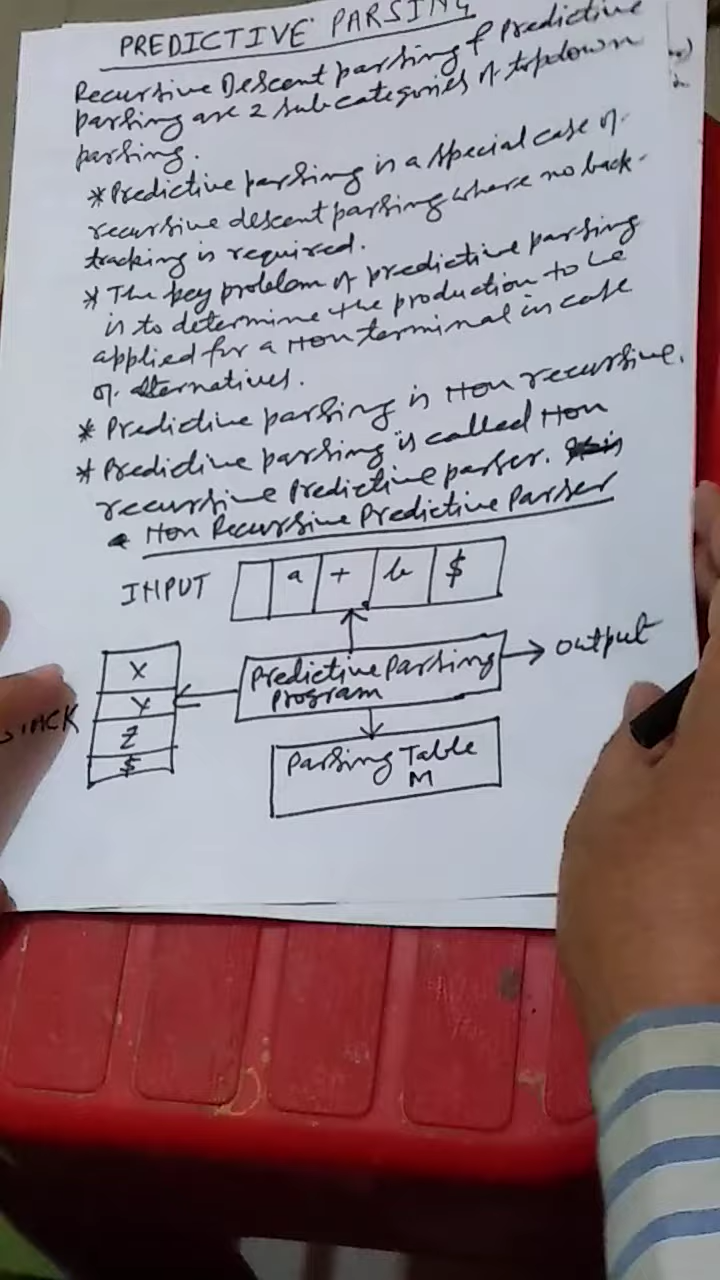 PREDICTIVE PARSING
Recursive Descent parsing & Predictive
parsing are 2 subcategories of topdown
parsing.
* Predictive parsing is a special case of
recursive descent parsing where no back-
tracking is required.
* The key problem of predictive parsing
is to determine the production to be
applied for a Non terminal in case
of alternatives.
* Predictive parsing is Non recursive.
* Predictive parsing is called Non
recursive Predictive parser.
Non Recursive Predictive Parser
INPUT a + b $
Predictive Parsing
Program
output
STACK
X
Y
Z
$
Parsing Table
M